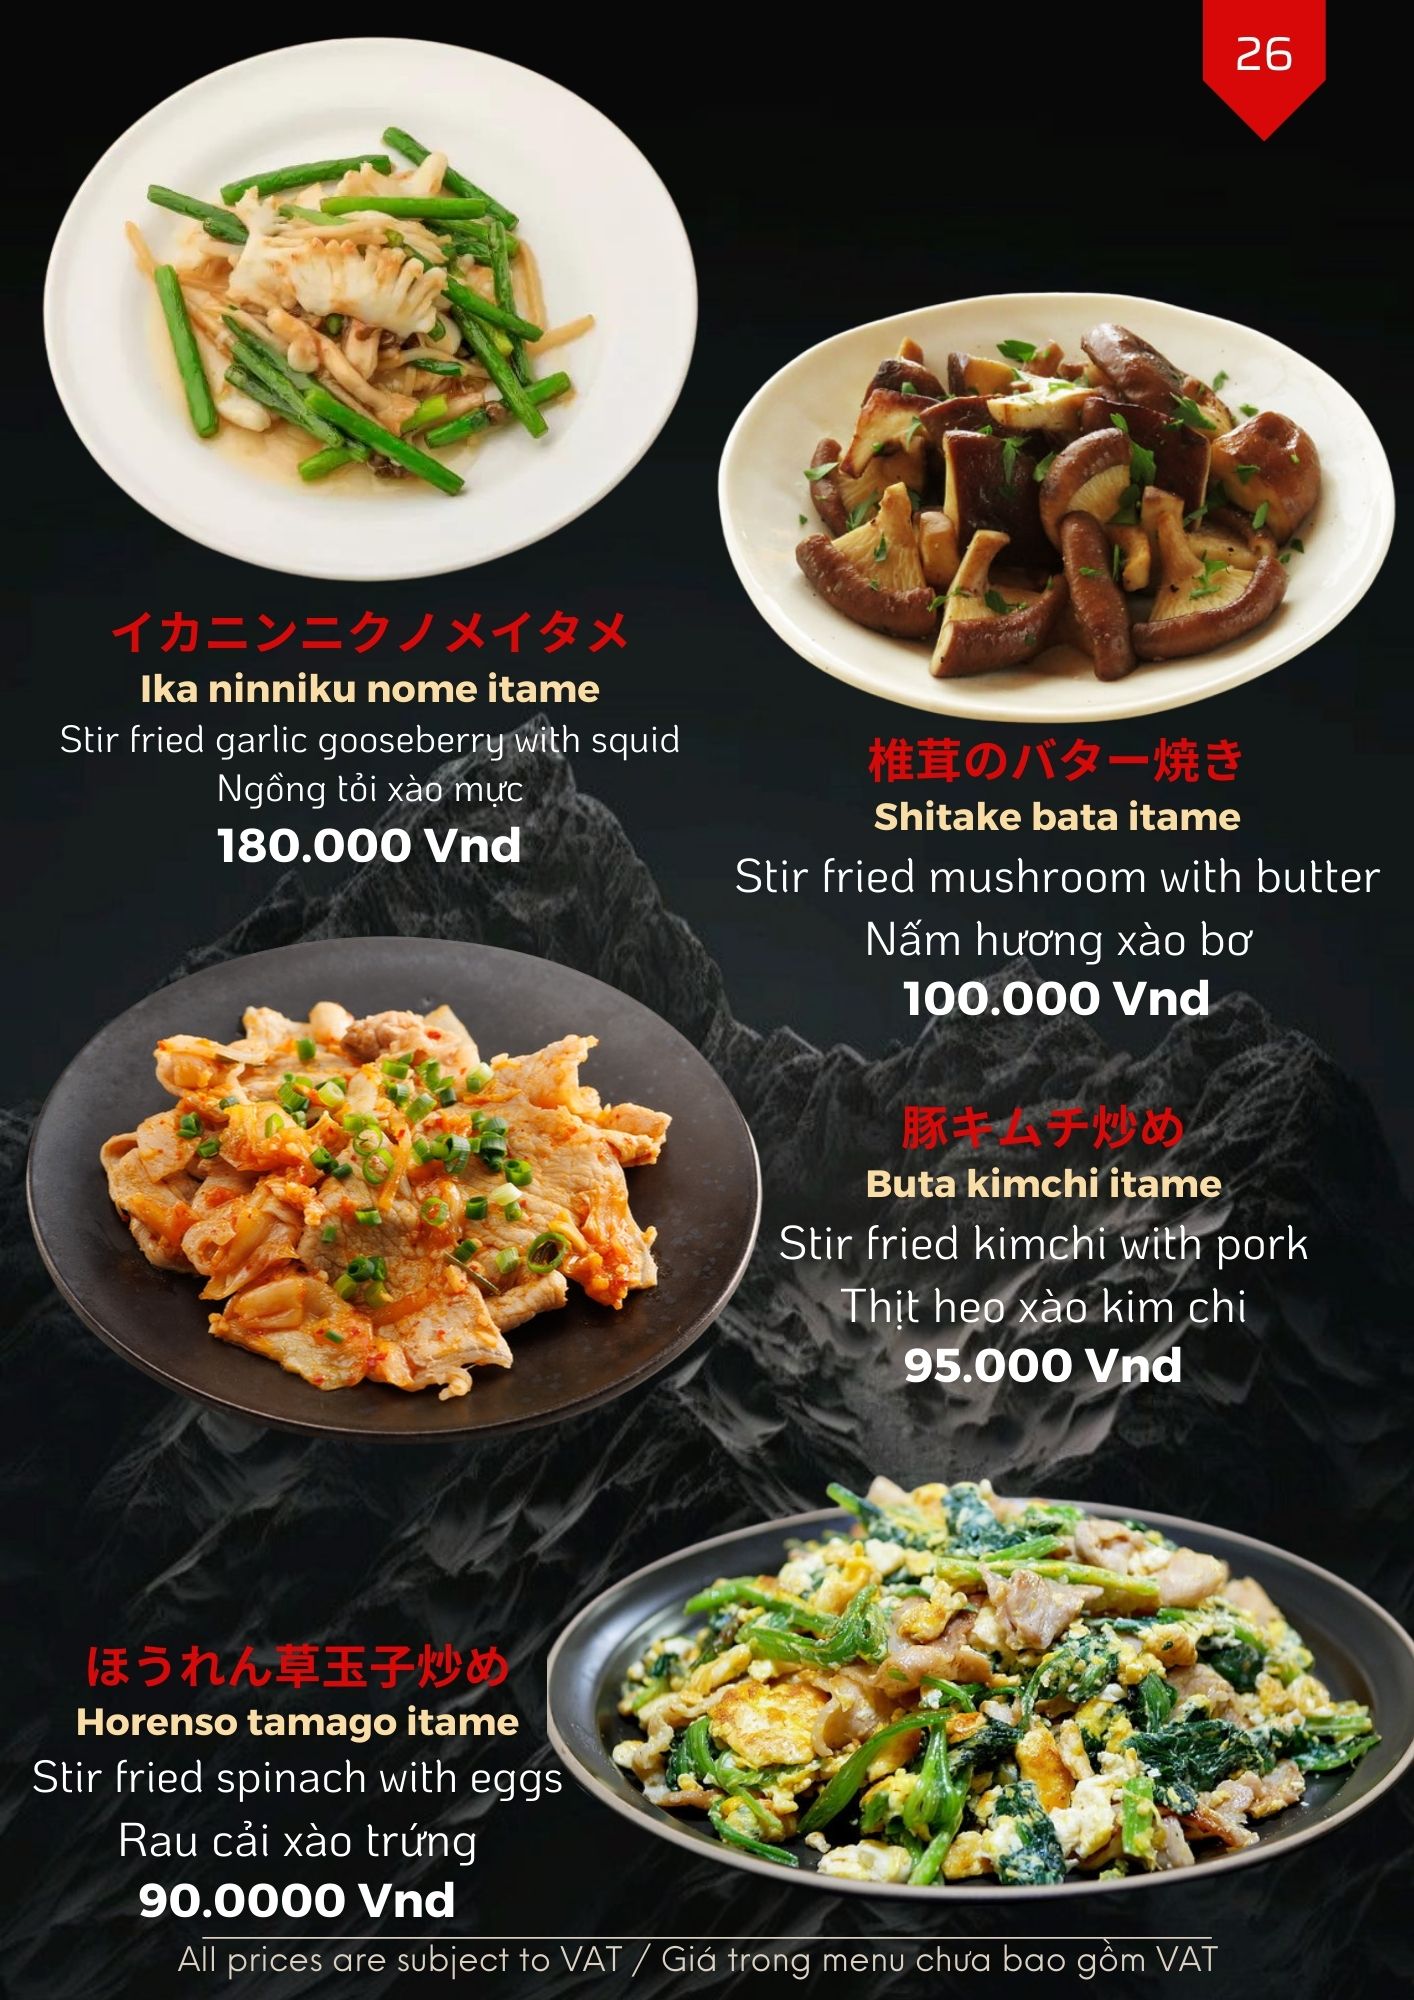 26
イカニンニクノメイタメ
Ika ninniku nome itame
Stir fried garlic gooseberry with squid
Ngồng tỏi xào mực
180.000 Vnd
椎茸のバター焼き
Shitake bata itame
Stir fried mushroom with butter
Nấm hương xào bơ
100.000 Vnd
豚キムチ炒め
Buta kimchi itame
Stir fried kimchi with pork
Thịt heo xào kim chi
95.000 Vnd
ほうれん草玉子炒め
Horenso tamago itame
Stir fried spinach with eggs
Rau cải xào trứng
90.0000 Vnd
All prices are subject to VAT / Giá trong menu chưa bao gồm VAT